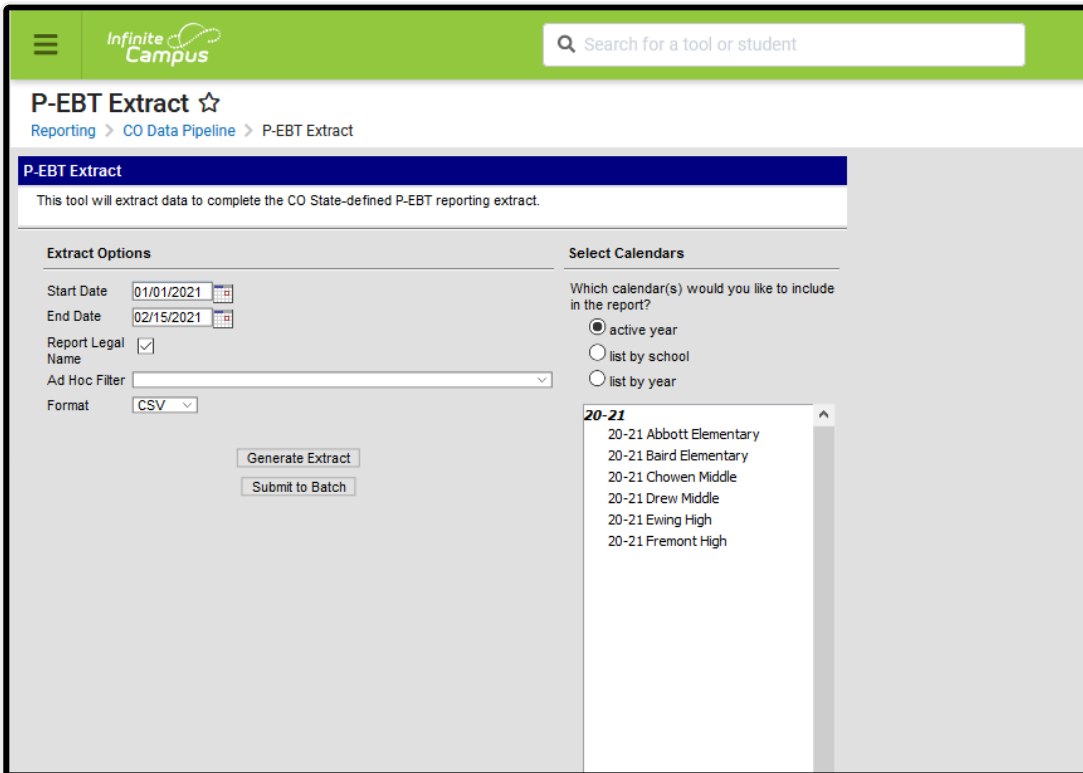 Infinite
Campus
Search for a tool or student
P-EBT Extract
Reporting > CO Data Pipeline > P-EBT Extract
P-EBT Extract
This tool will extract data to complete the CO State-defined P-EBT reporting extract.
Extract Options
Start Date 01/01/2021
End Date 02/15/2021
Report Legal
Name
Ad Hoc Filter
Format CSV
Generate Extract
Submit to Batch
Select Calendars
Which calendar(s) would you like to include
in the report?
active year
list by school
list by year
20-21
20-21 Abbott Elementary
20-21 Baird Elementary
20-21 Chowen Middle
20-21 Drew Middle
20-21 Ewing High
20-21 Fremont High